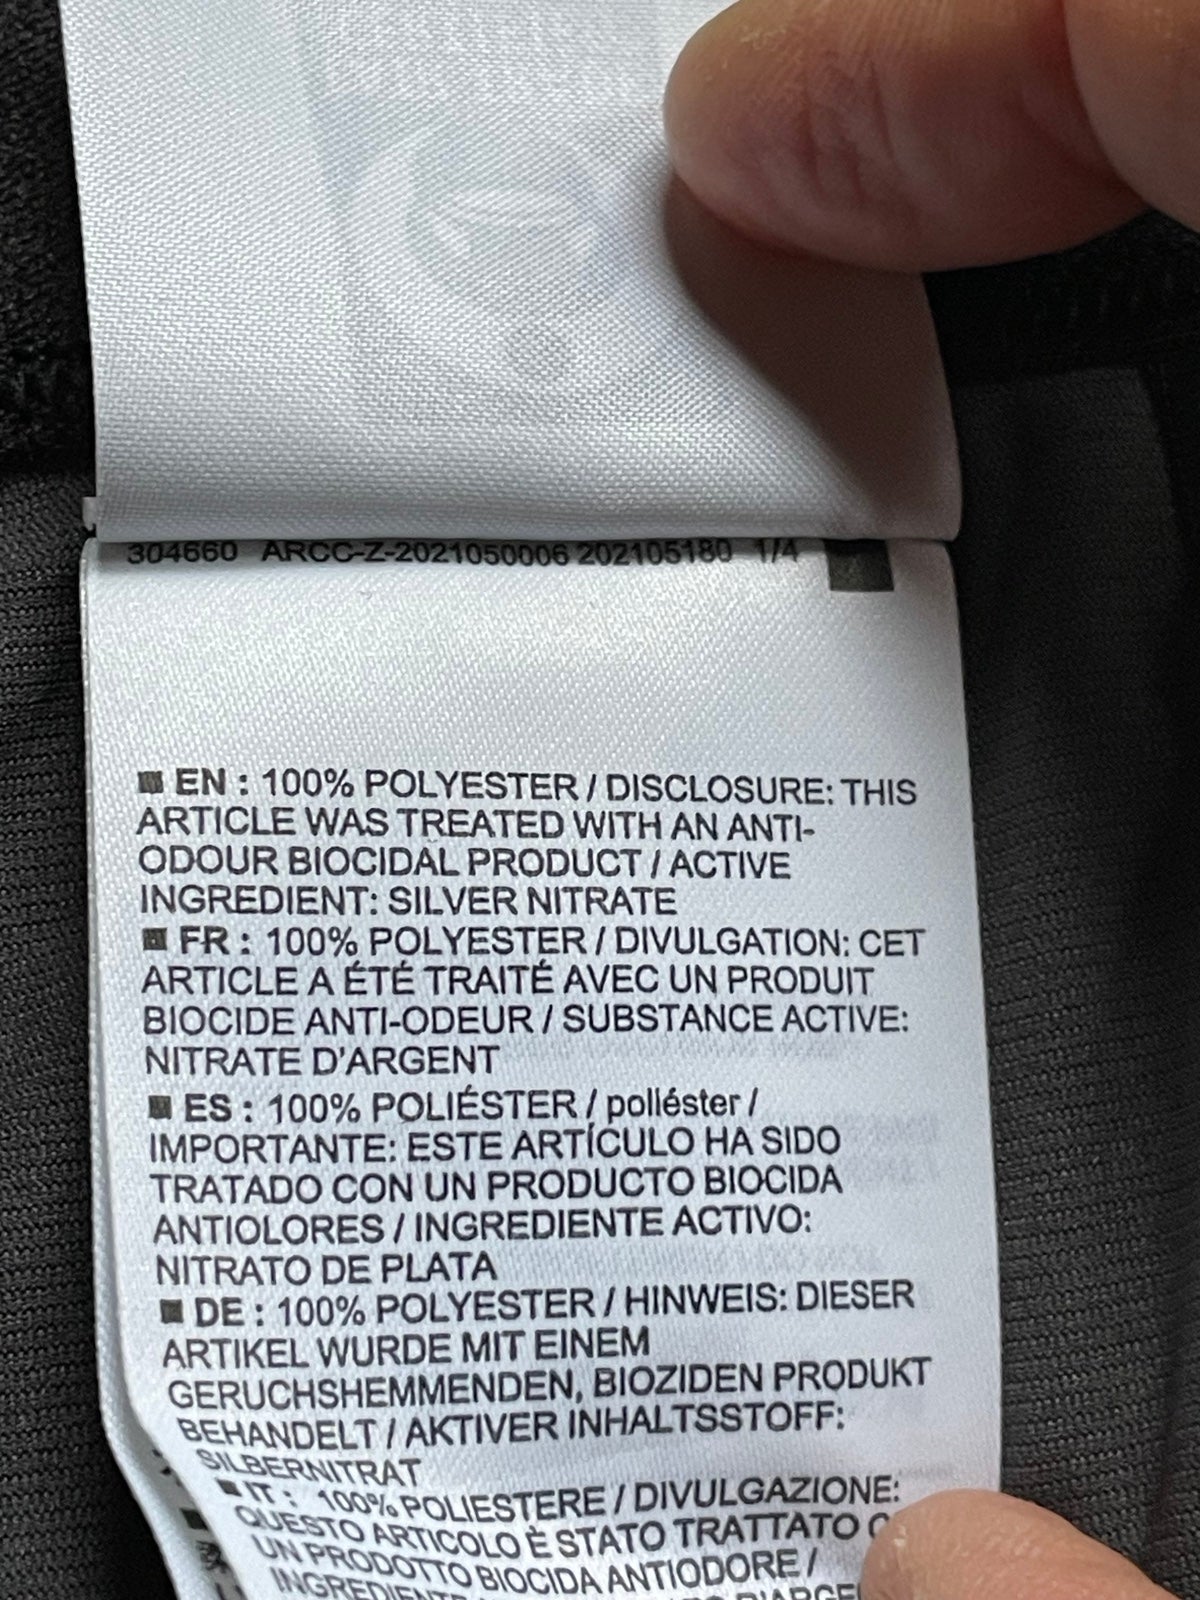 304660 ARCC-Z-2021050006 202105180 1/4
EN : 100% POLYESTER / DISCLOSURE: THIS
ARTICLE WAS TREATED WITH AN ANTI-
ODOUR BIOCIDAL PRODUCT / ACTIVE
INGREDIENT: SILVER NITRATE
FR : 100% POLYESTER / DIVULGATION: CET
ARTICLE A ÉTÉ TRAITÉ AVEC UN PRODUIT
BIOCIDE ANTI-ODEUR / SUBSTANCE ACTIVE:
NITRATE D'ARGENT
ES : 100% POLIÉSTER / poliéster /
IMPORTANTE: ESTE ARTÍCULO HA SIDO
TRATADO CON UN PRODUCTO BIOCIDA
ANTIOLORES / INGREDIENTE ACTIVO:
NITRATO DE PLATA
DE : 100% POLYESTER / HINWEIS: DIESER
ARTIKEL WURDE MIT EINEM
GERUCHSHEMMENDEN, BIOZIDEN PRODUKT
BEHANDELT / AKTIVER INHALTSSTOFF:
SILBERNITRAT
IT : 100% POLIESTERE / DIVULGAZIONE:
QUESTO ARTICOLO È STATO TRATTATO
UN PRODOTTO BIOCIDA ANTIODORE /